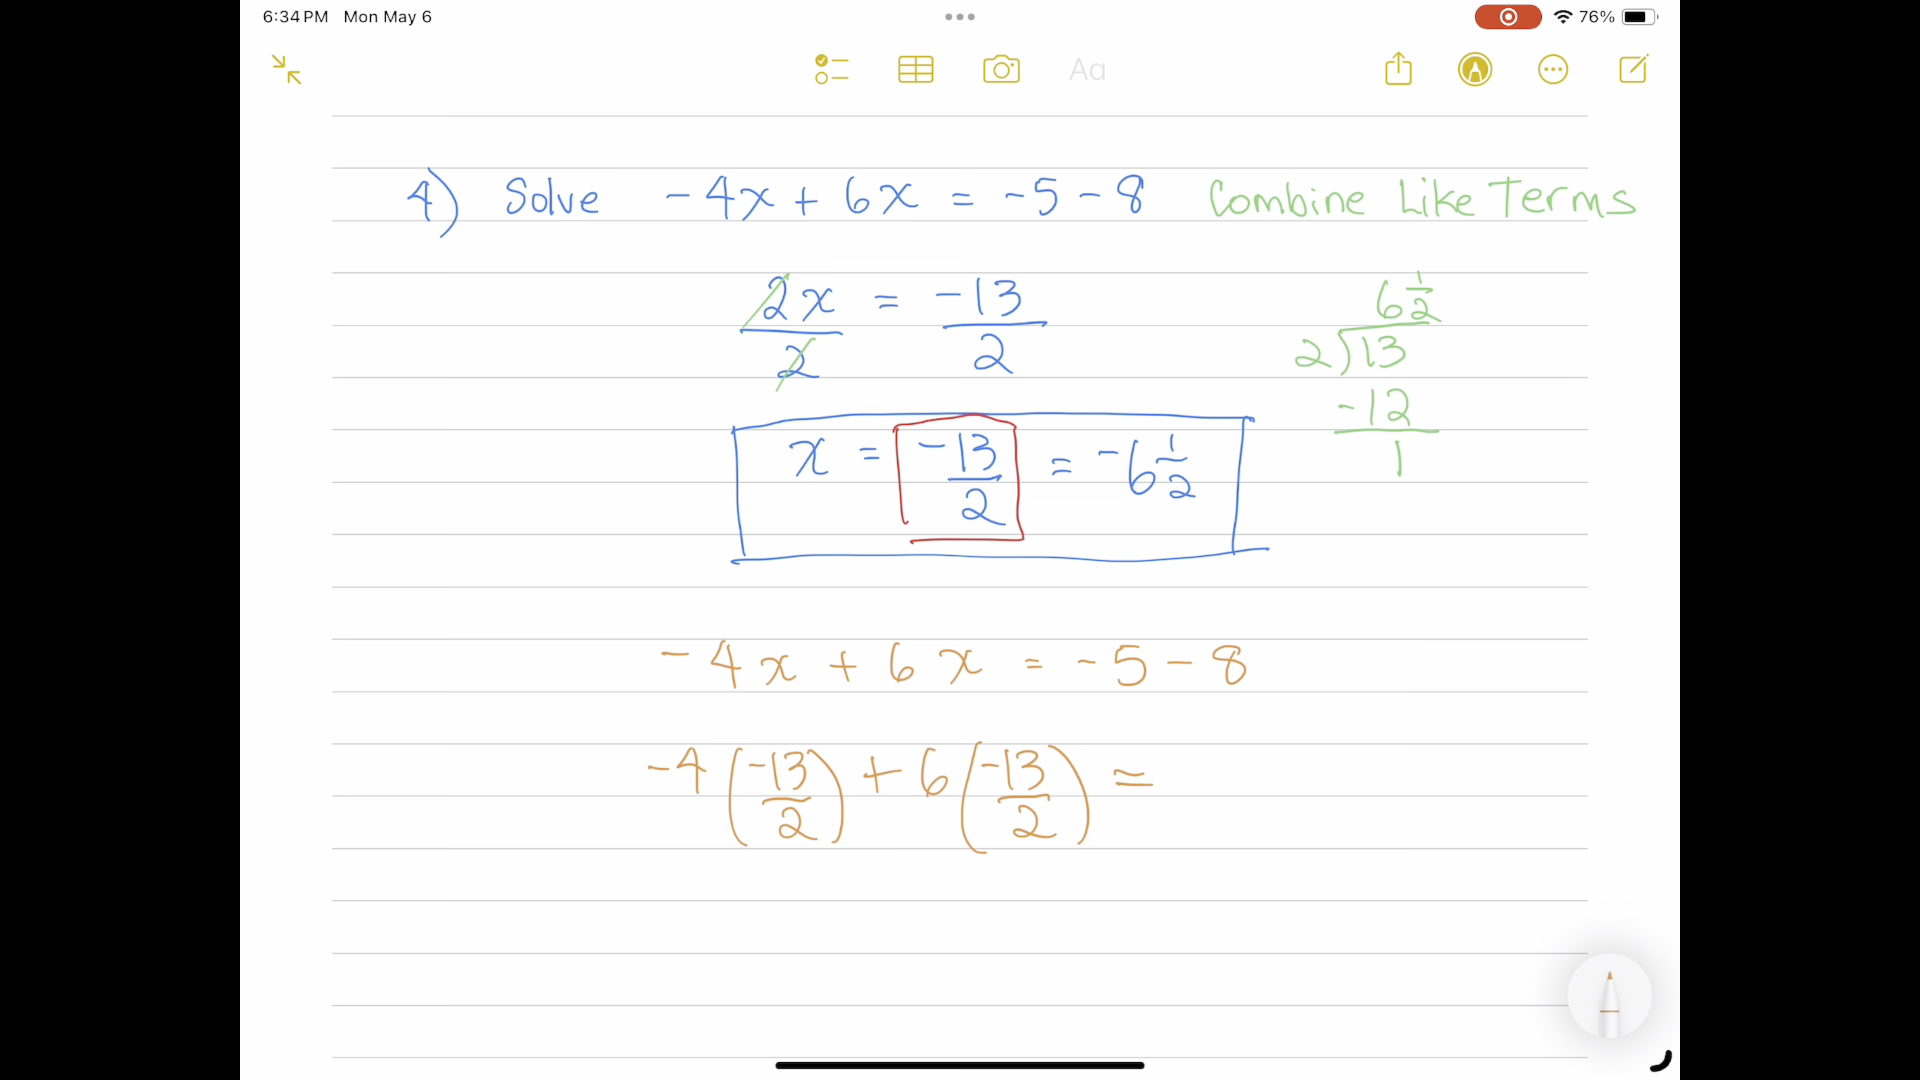 6:34 PM Mon May 6
76%
Aa
4) Solve -4x + 6x = -5 - 8 Combine Like Terms
2x/2 = -13/2
6 1/2
2)13
-12
1
x = -13/2 = -6 1/2
-4x + 6x = -5 - 8
-4(-13/2) + 6(-13/2) =